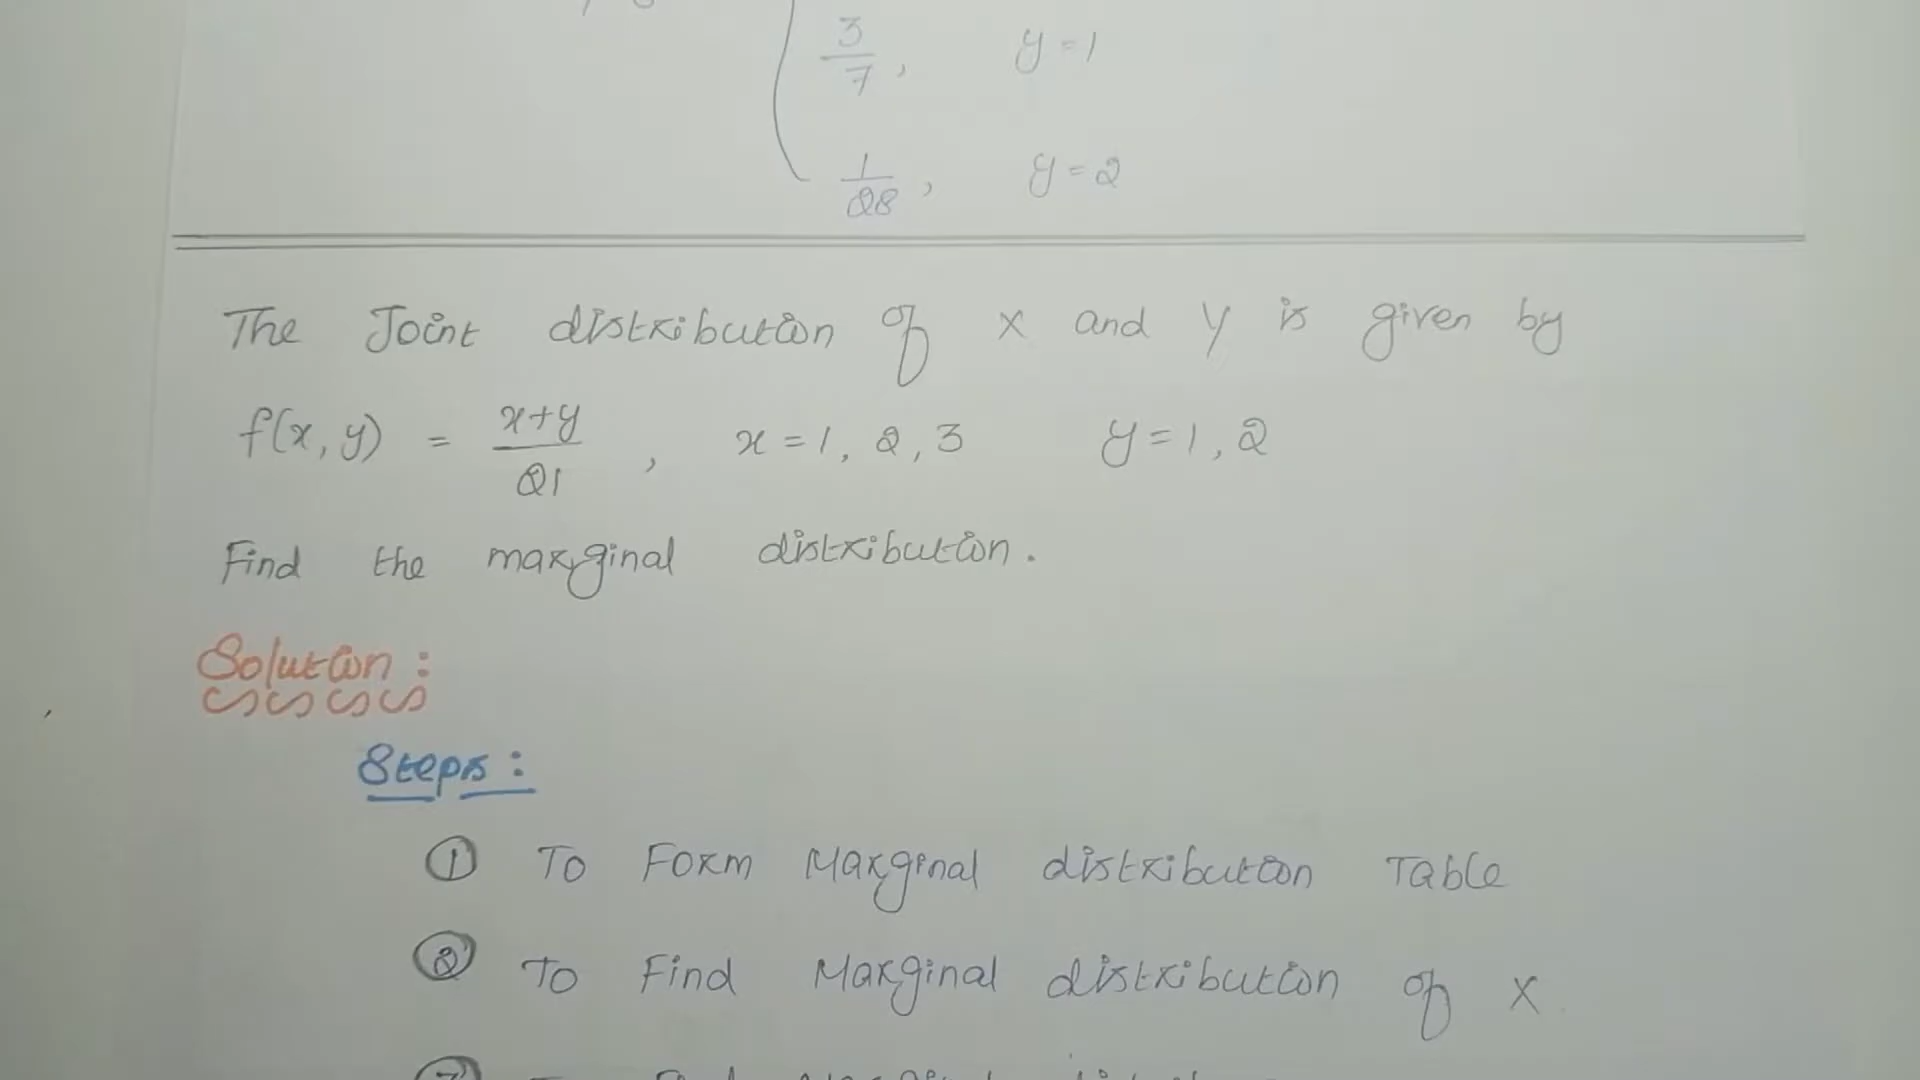 3/7, y = 1
1/28, y = 2
The Joint distribution of X and Y is given by
f(x, y) = x+y/21, x = 1, 2, 3 y = 1, 2
Find the marginal distribution.
Solution:
Steps:
① To Form Marginal distribution Table
② To Find Marginal distribution of X